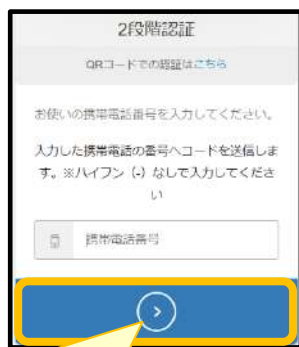 2段階認証
QRコードでの認証はこちら
お使いの携帯電話番号を入力してください。
入力した携帯電話の番号へコードを送信しま
す。※ハイフン（-）なしで入力してくださ
い
携帯電話番号